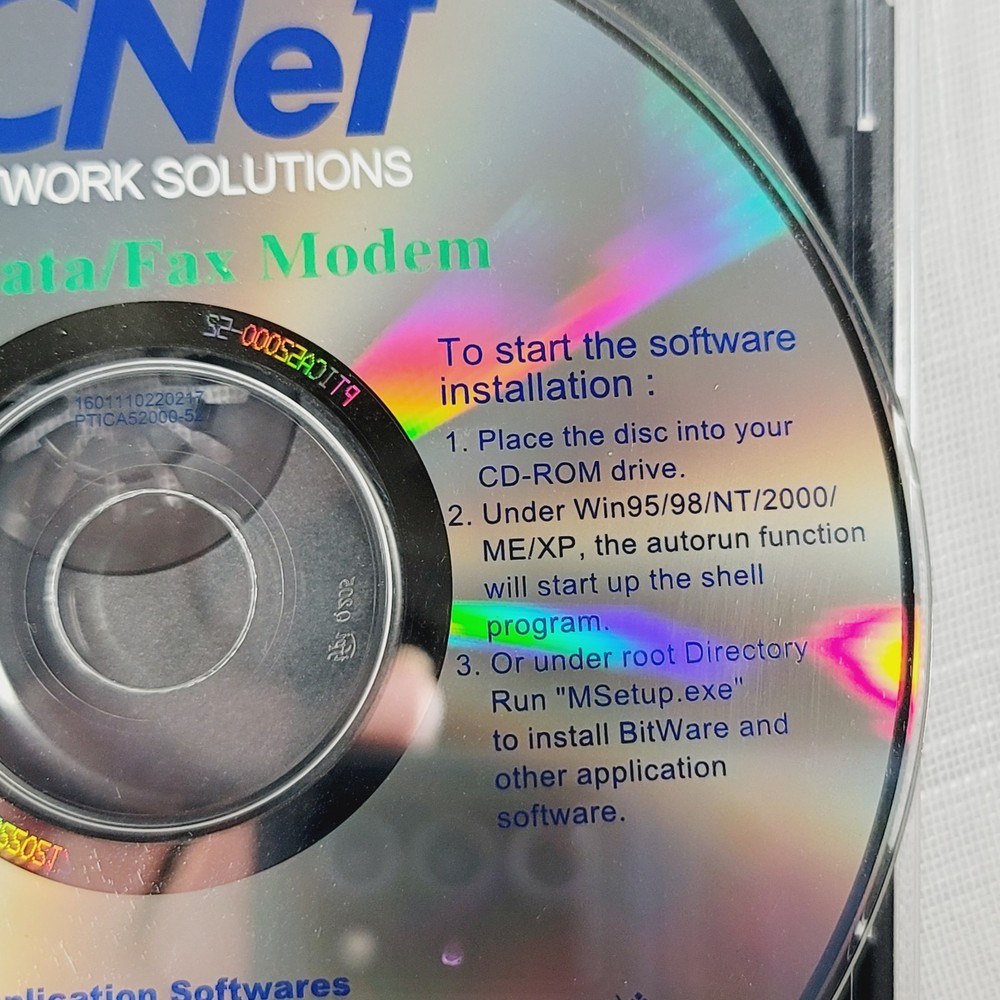 CNeT
WORK SOLUTIONS
ata/Fax Modem
PTICA52000-52
1601110220217
PTICA52000-52
To start the software
installation :
1. Place the disc into your
CD-ROM drive.
2. Under Win95/98/NT/2000/
ME/XP, the autorun function
will start up the shell
program.
3. Or under root Directory
Run "MSetup.exe"
to install BitWare and
other application
software.
plication Softwares